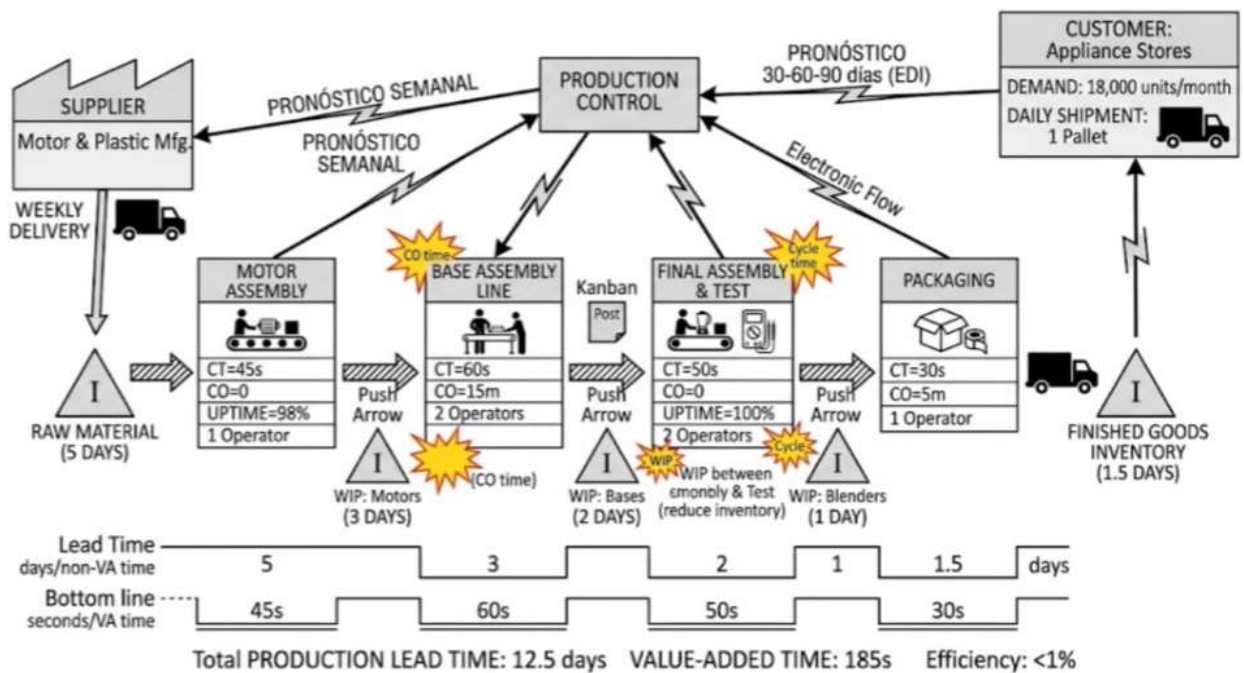 SUPPLIER
Motor & Plastic Mfg.
WEEKLY
DELIVERY
I
RAW MATERIAL
(5 DAYS)
PRONÓSTICO SEMANAL
PRONÓSTICO
SEMANAL
PRODUCTION
CONTROL
PRONÓSTICO
30-60-90 días (EDI)
Electronic Flow
CUSTOMER:
Appliance Stores
DEMAND: 18,000 units/month
DAILY SHIPMENT:
1 Pallet
MOTOR
ASSEMBLY
CT=45s
CO=0
UPTIME=98%
1 Operator
Push
Arrow
I
WIP: Motors
(3 DAYS)
CO time
BASE ASSEMBLY
LINE
CT=60s
CO=15m
2 Operators
(CO time)
Kanban
Post
Push
Arrow
I
WIP: Bases
(2 DAYS)
Cycle
time
FINAL ASSEMBLY
& TEST
CT=50s
CO=0
UPTIME=100%
2 Operators
WIP
Cycle
WIP between
εmonbly & Test
(reduce inventory)
Push
Arrow
I
WIP: Blenders
(1 DAY)
PACKAGING
CT=30s
CO=5m
1 Operator
I
FINISHED GOODS
INVENTORY
(1.5 DAYS)
Lead Time
days/non-VA time
5 3 2 1 1.5 days
Bottom line
seconds/VA time
45s 60s 50s 30s
Total PRODUCTION LEAD TIME: 12.5 days VALUE-ADDED TIME: 185s Efficiency: <1%